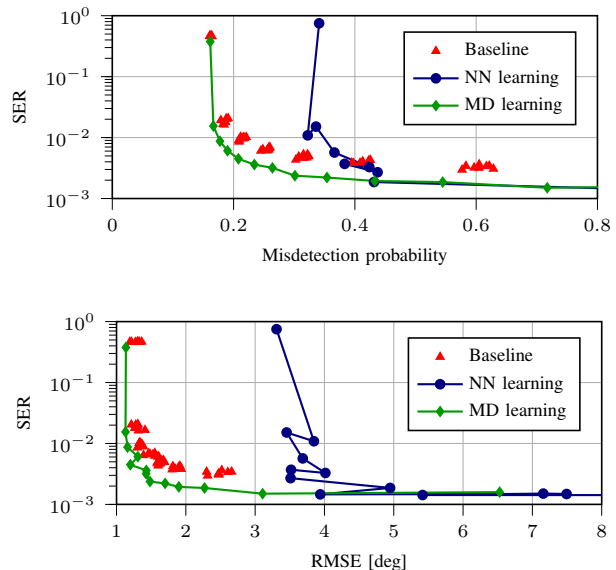 10^0
10^{-1}
10^{-2}
10^{-3}
SER
Baseline
NN learning
MD learning
0 0.2 0.4 0.6 0.8
Misdetection probability
10^0
10^{-1}
10^{-2}
10^{-3}
SER
Baseline
NN learning
MD learning
1 2 3 4 5 6 7 8
RMSE [deg]